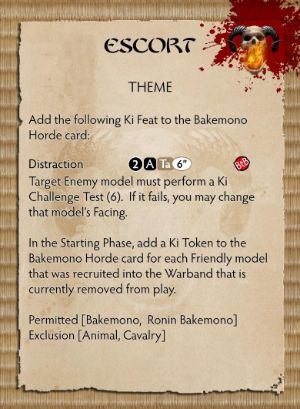 ESCORT
THEME
Add the following Ki Feat to the Bakemono
Horde card:
Distraction 2 A Ta 6" BtB
Target Enemy model must perform a Ki
Challenge Test (6). If it fails, you may change
that model's Facing.
In the Starting Phase, add a Ki Token to the
Bakemono Horde card for each Friendly model
that was recruited into the Warband that is
currently removed from play.
Permitted [Bakemono, Ronin Bakemono]
Exclusion [Animal, Cavalry]